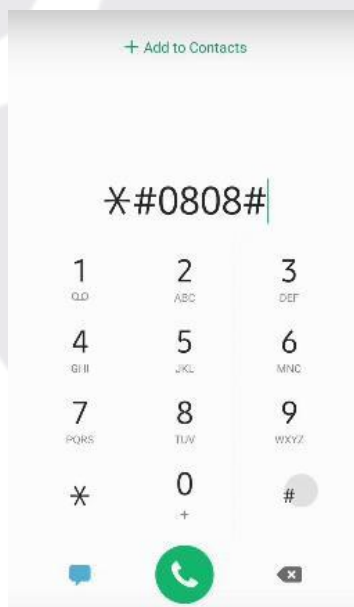 + Add to Contacts
*#0808#
1 2 3
ABC DEF
4 5 6
GHI JKL MNO
7 8 9
PQRS TUV WXYZ
* 0 #
+